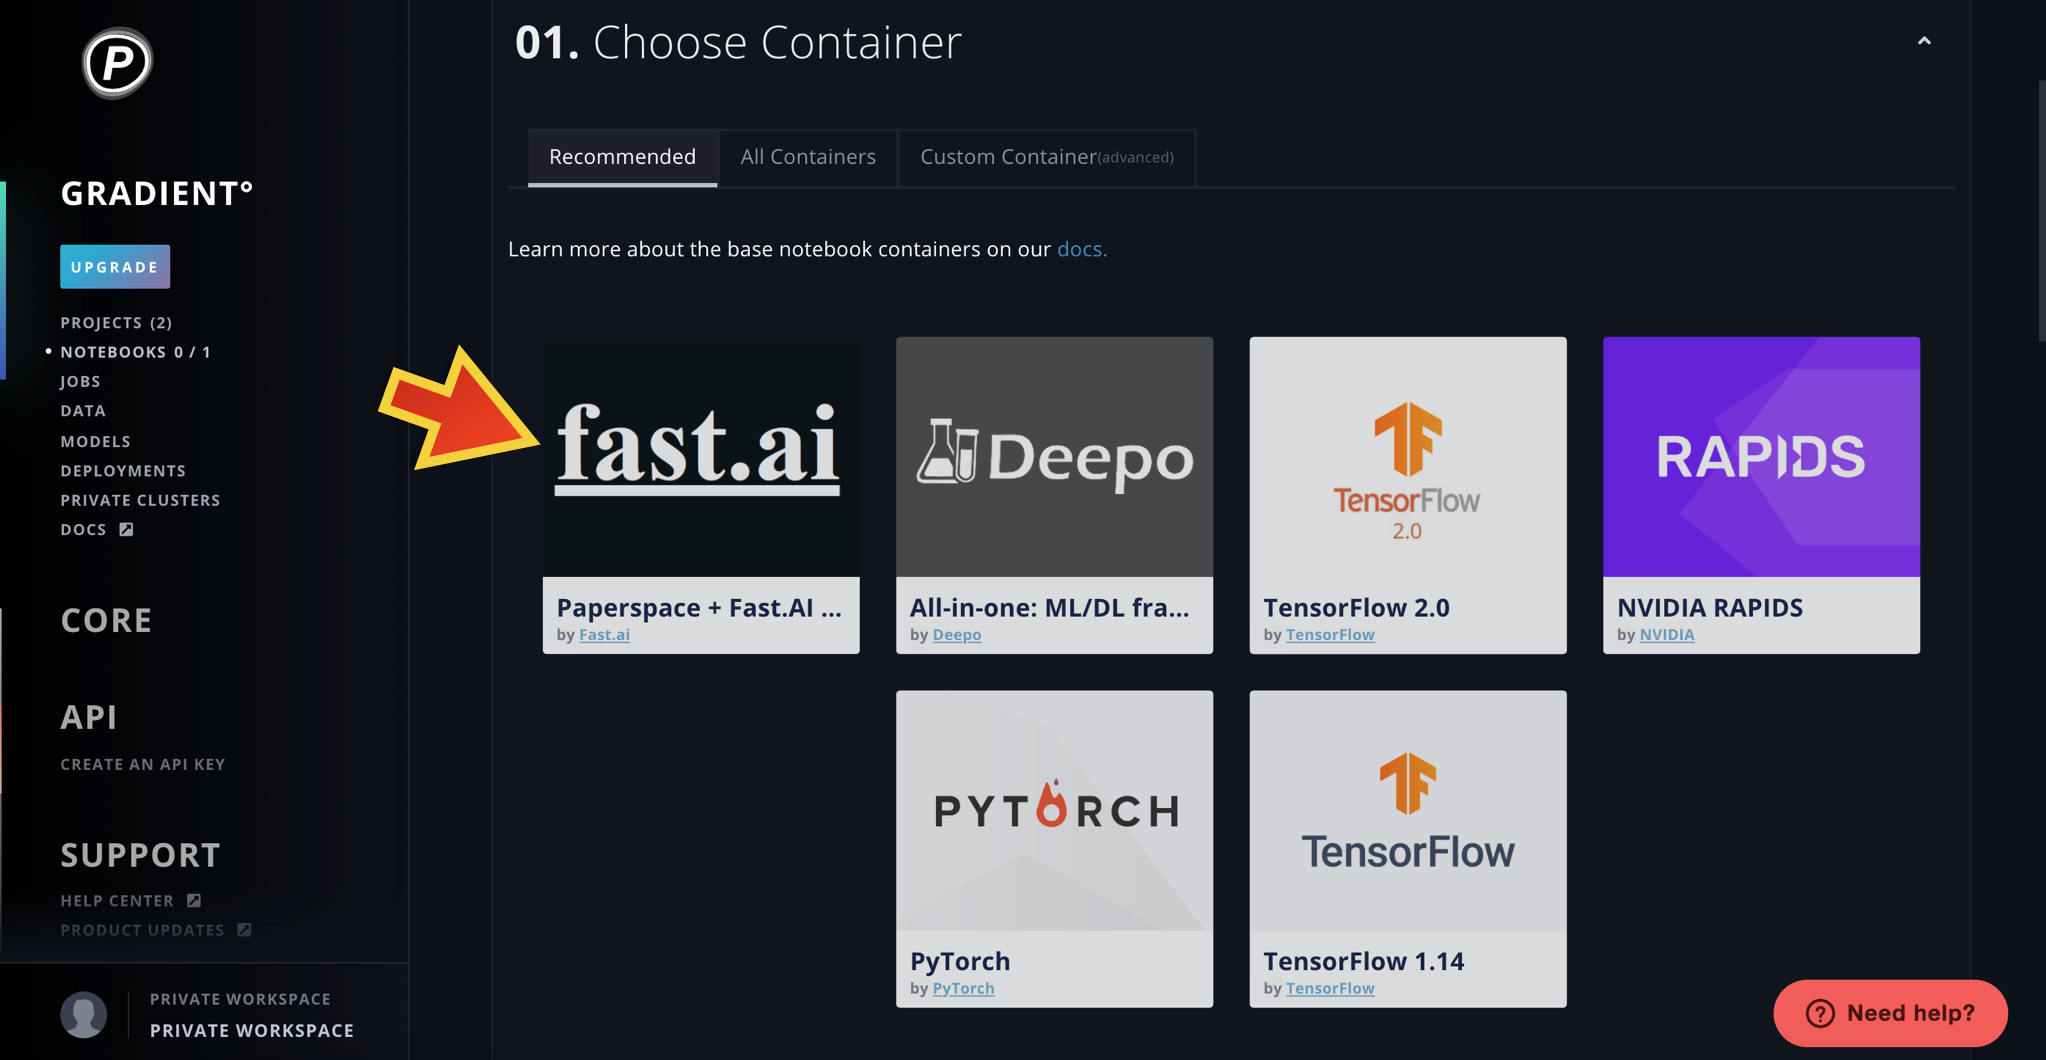 P
GRADIENT°
UPGRADE
PROJECTS (2)
• NOTEBOOKS 0 / 1
JOBS
DATA
MODELS
DEPLOYMENTS
PRIVATE CLUSTERS
DOCS
CORE
API
CREATE AN API KEY
SUPPORT
HELP CENTER
PRODUCT UPDATES
PRIVATE WORKSPACE
PRIVATE WORKSPACE
01. Choose Container
Recommended
All Containers
Custom Container(advanced)
Learn more about the base notebook containers on our docs.
fast.ai
Paperspace + Fast.AI ...
by Fast.ai
Deepo
All-in-one: ML/DL fra...
by Deepo
TensorFlow
2.0
TensorFlow 2.0
by TensorFlow
RAPIDS
NVIDIA RAPIDS
by NVIDIA
PYTORCH
PyTorch
by PyTorch
TensorFlow
TensorFlow 1.14
by TensorFlow
? Need help?